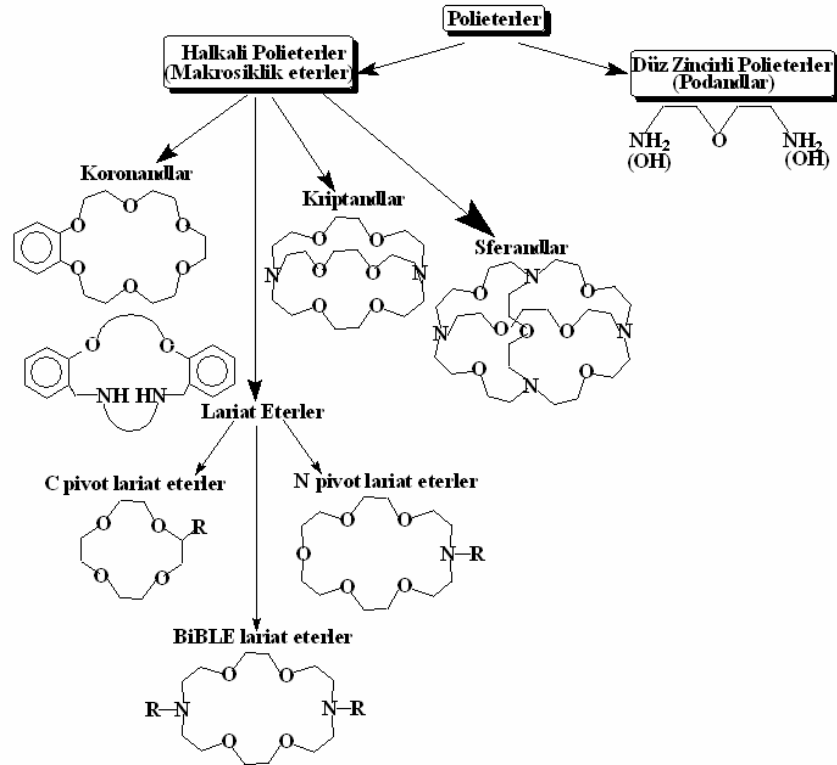 Polieterler
Halkali Polieterler
(Makrosiklik eterler)
Düz Zincirli Polieterler
(Podandlar)
NH2 O NH2
(OH) (OH)
Koronandlar
O O O O O O
Kriptandlar
O O
N O O N
O O
Sferandlar
N
O O
N O O O N
O O
N
O O
NH HN
Lariat Eterler
C pivot lariat eterler
O O R
O O
N pivot lariat eterler
O O
O N-R
O O
BiBLE lariat eterler
O O
R-N N-R
O O